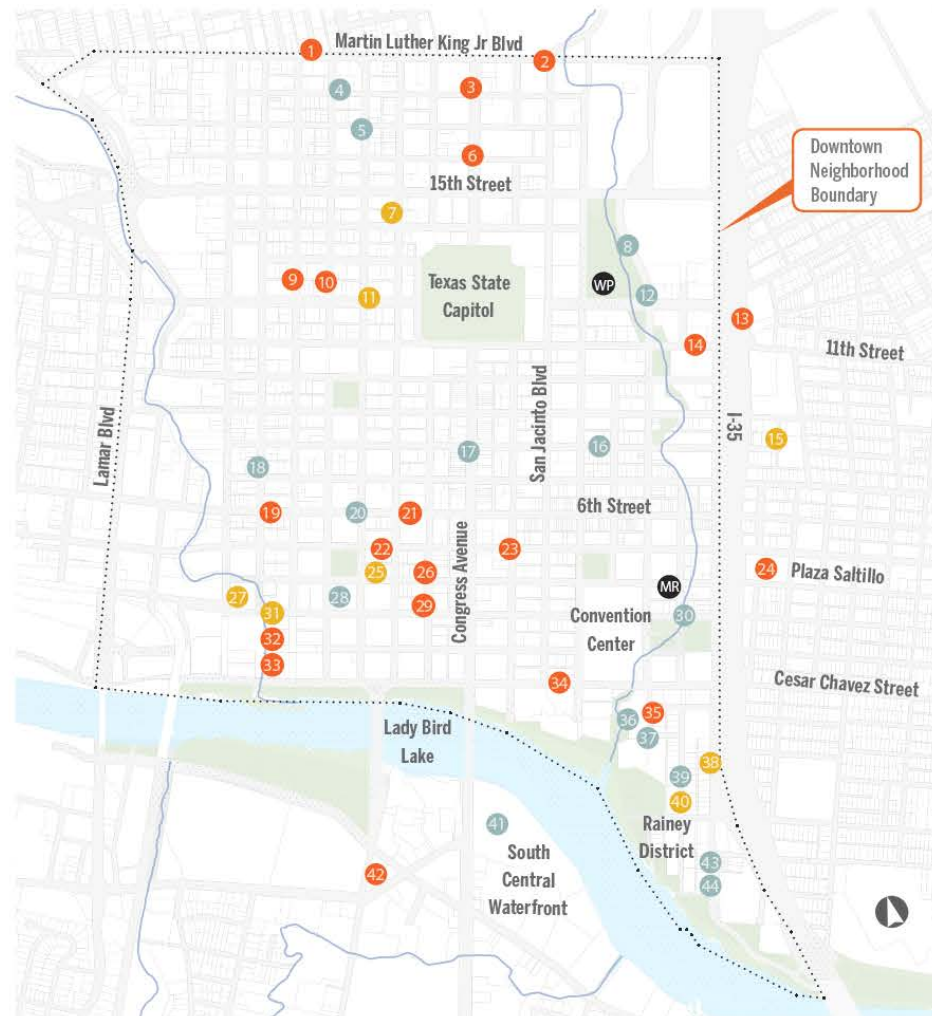 1
Martin Luther King Jr Blvd
2
4
3
5
6
15th Street
Downtown
Neighborhood
Boundary
7
8
9
10
11
Texas State
Capitol
WP
12
13
14
11th Street
Lamar Blvd
San Jacinto Blvd
I-35
15
16
17
18
19
20
21
6th Street
22
23
24
Plaza Saltillo
25
26
Congress Avenue
27
28
29
MR
30
31
Convention
Center
32
33
34
Cesar Chavez Street
35
36
37
Lady Bird
Lake
38
39
40
Rainey
District
41
South
Central
Waterfront
42
43
44